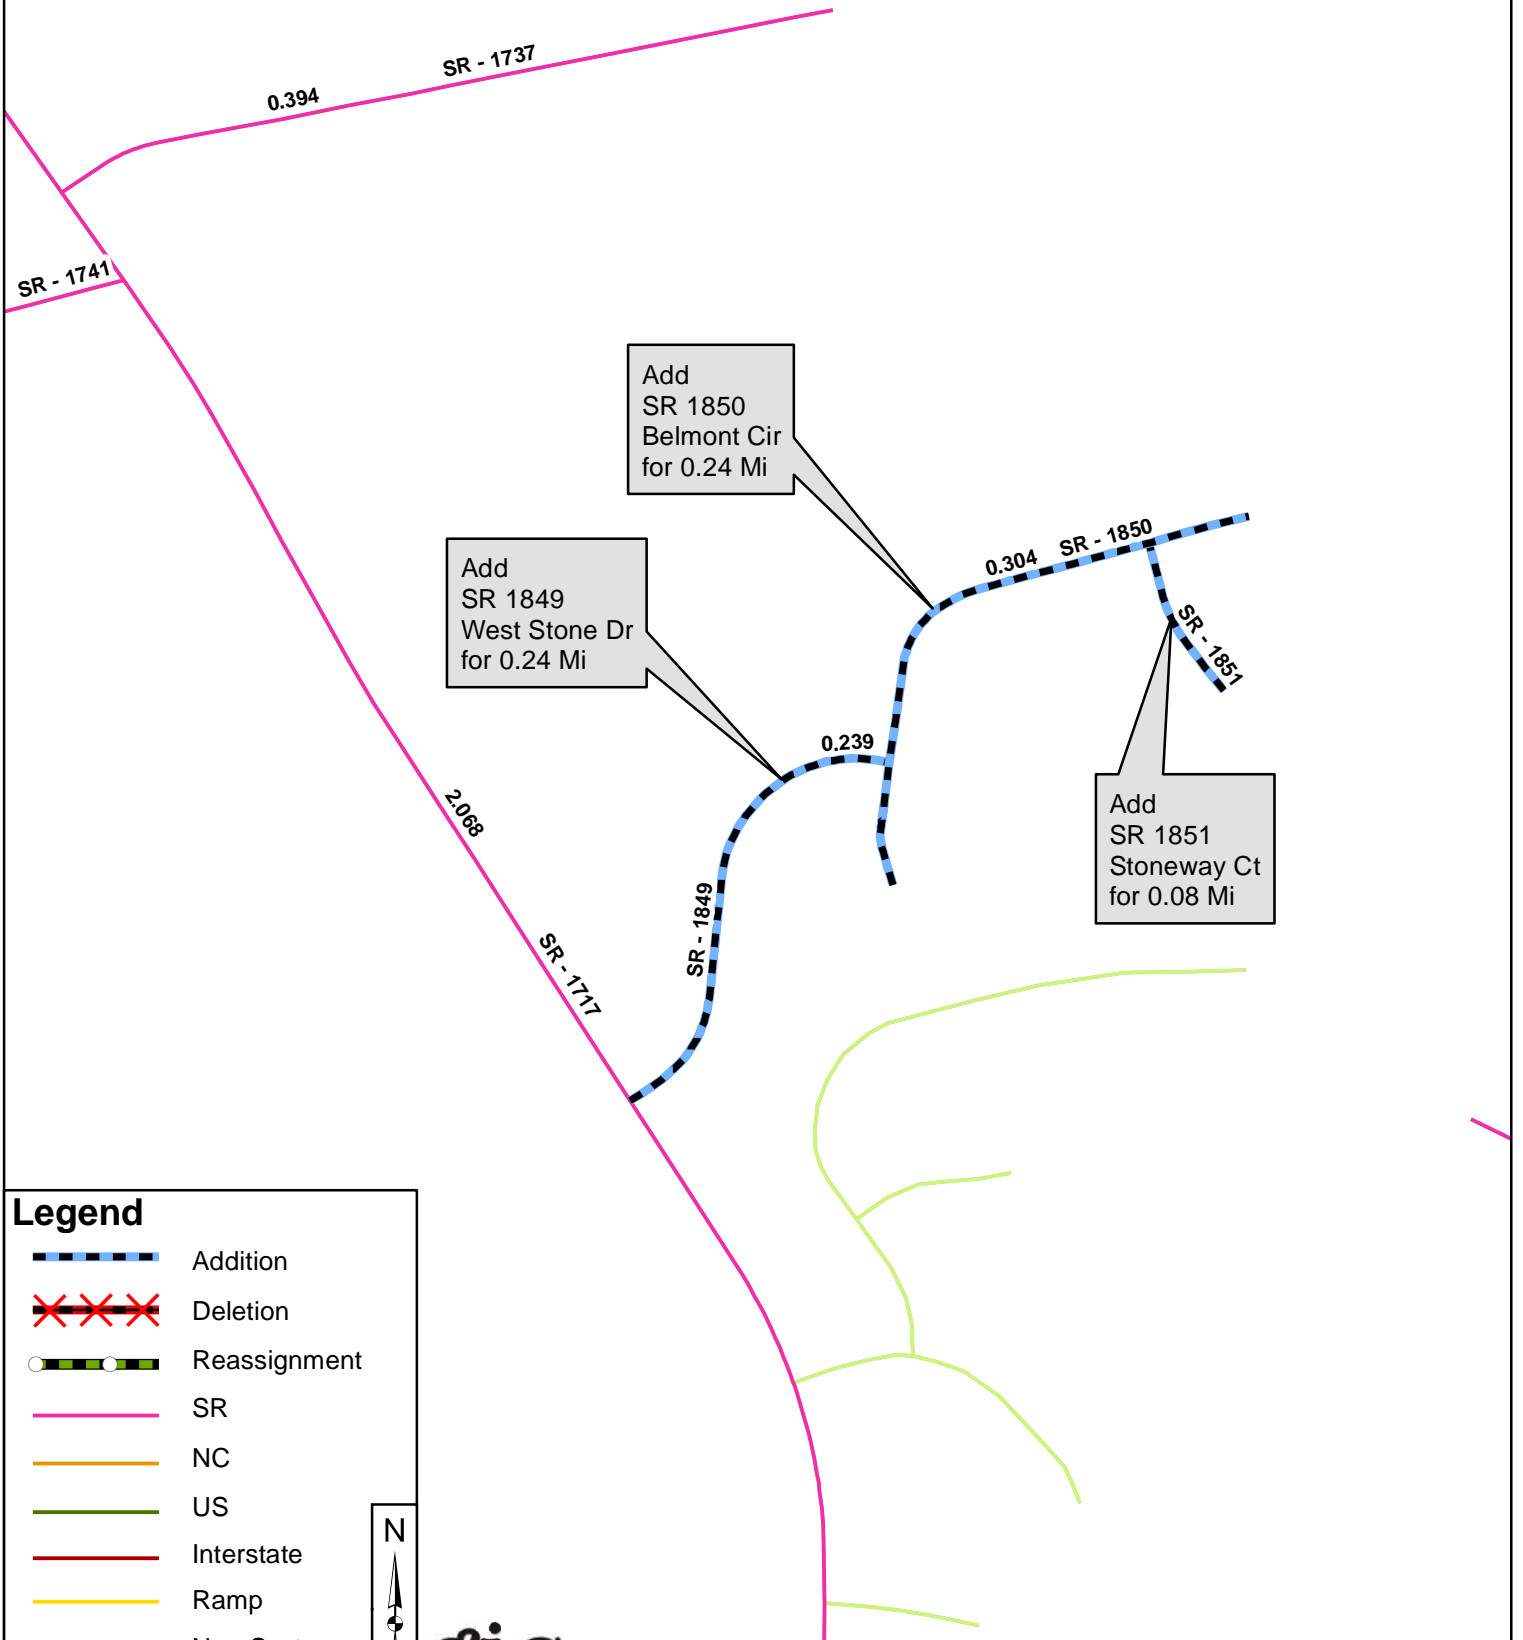 SR - 1737
0.394
SR - 1741
Add
SR 1850
Belmont Cir
for 0.24 Mi
SR - 1850
0.304
Add
SR 1849
West Stone Dr
for 0.24 Mi
SR - 1851
0.239
2.068
Add
SR 1851
Stoneway Ct
for 0.08 Mi
SR - 1849
SR - 1717
Legend
Addition
Deletion
Reassignment
SR
NC
US
Interstate
Ramp
N